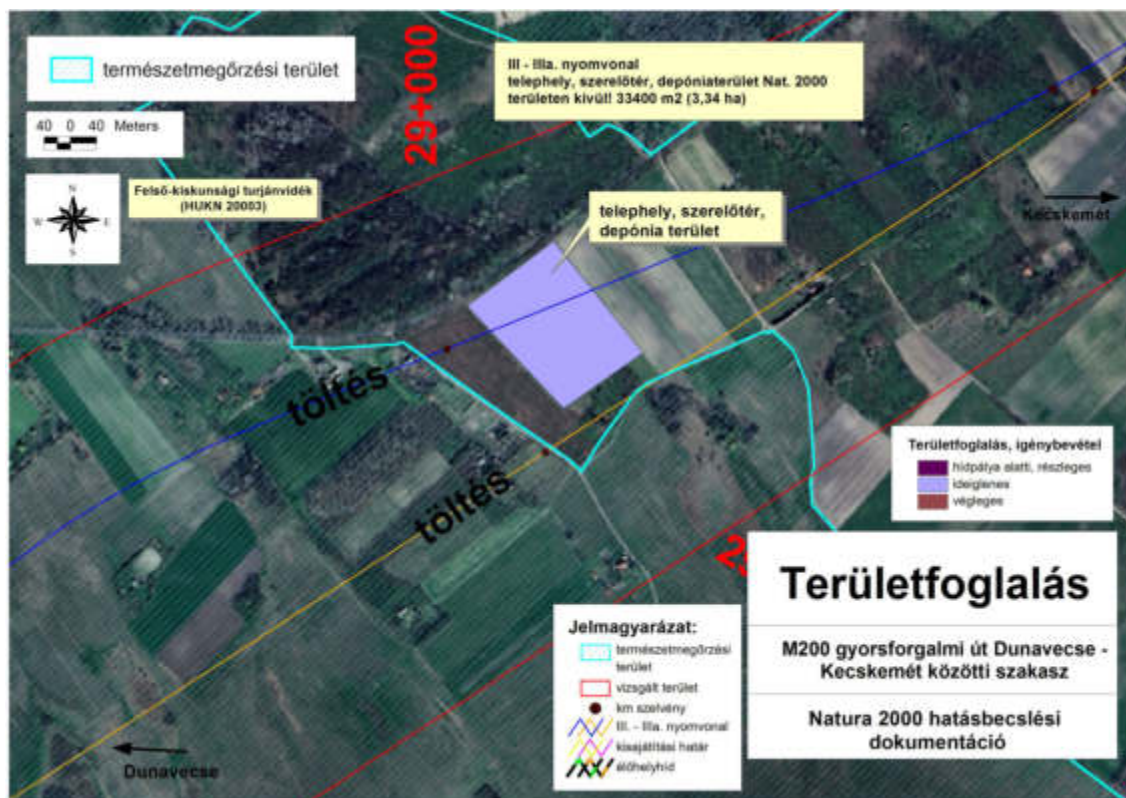 természetmegőrzési terület
40 0 40 Meters
N
W E
S
Felső-kiskunsági turjánvidék
(HUKN 20003)
29+000
III - IIIa. nyomvonal
telephely, szerelőtér, depóniaterület Nat. 2000
területen kívül! 33400 m2 (3,34 ha)
telephely, szerelőtér,
depónia terület
Kecskemét
töltés
töltés
Dunavecse
Területfoglalás, igénybevétel
hídpálya alatti, részleges
ideiglenes
végleges
Jelmagyarázat:
természetmegőrzési
terület
vizsgált terület
km szelvény
III. - IIIa. nyomvonal
kisajátítási határ
élőhelyhíd
Területfoglalás
M200 gyorsforgalmi út Dunavecse -
Kecskemét közötti szakasz
Natura 2000 hatásbecslési
dokumentáció